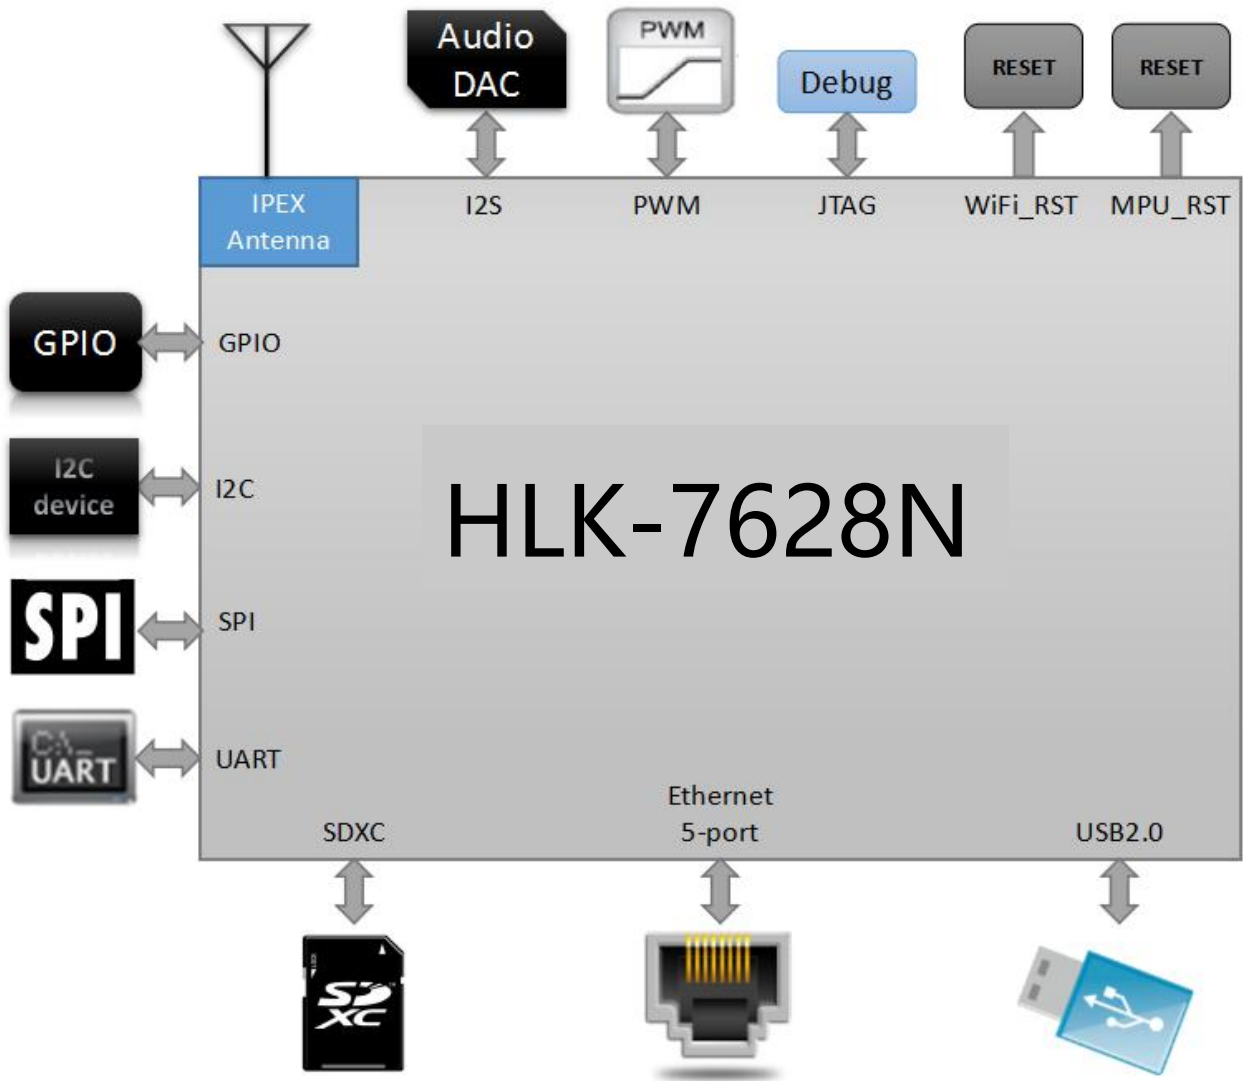 Audio
DAC
PWM
Debug
RESET
RESET
IPEX
Antenna
I2S
PWM
JTAG
WiFi_RST
MPU_RST
GPIO
GPIO
I2C
device
I2C
HLK-7628N
SPI
SPI
C:\_
UART
UART
SDXC
Ethernet
5-port
USB2.0
SD
XC